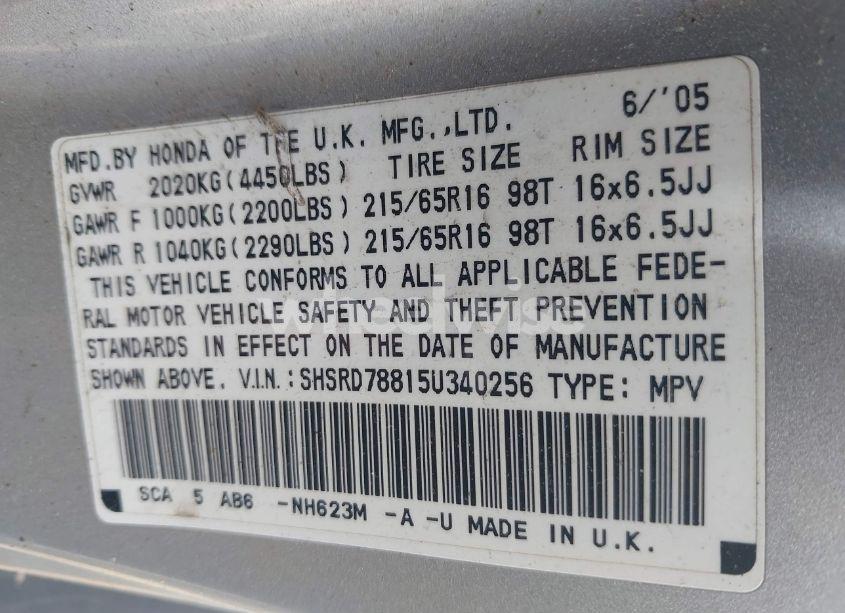 MFD.BY HONDA OF THE U.K. MFG.,LTD. 6/'05
GVWR 2020KG(4450LBS) TIRE SIZE RIM SIZE
GAWR F 1000KG(2200LBS) 215/65R16 98T 16x6.5JJ
GAWR R 1040KG(2290LBS) 215/65R16 98T 16x6.5JJ
THIS VEHICLE CONFORMS TO ALL APPLICABLE FEDE-
RAL MOTOR VEHICLE SAFETY AND THEFT PREVENTION
STANDARDS IN EFFECT ON THE DATE OF MANUFACTURE
SHOWN ABOVE. V.I.N.:SHSRD78815U340256 TYPE: MPV
SCA 5 AB6 -NH623M -A -U MADE IN U.K.